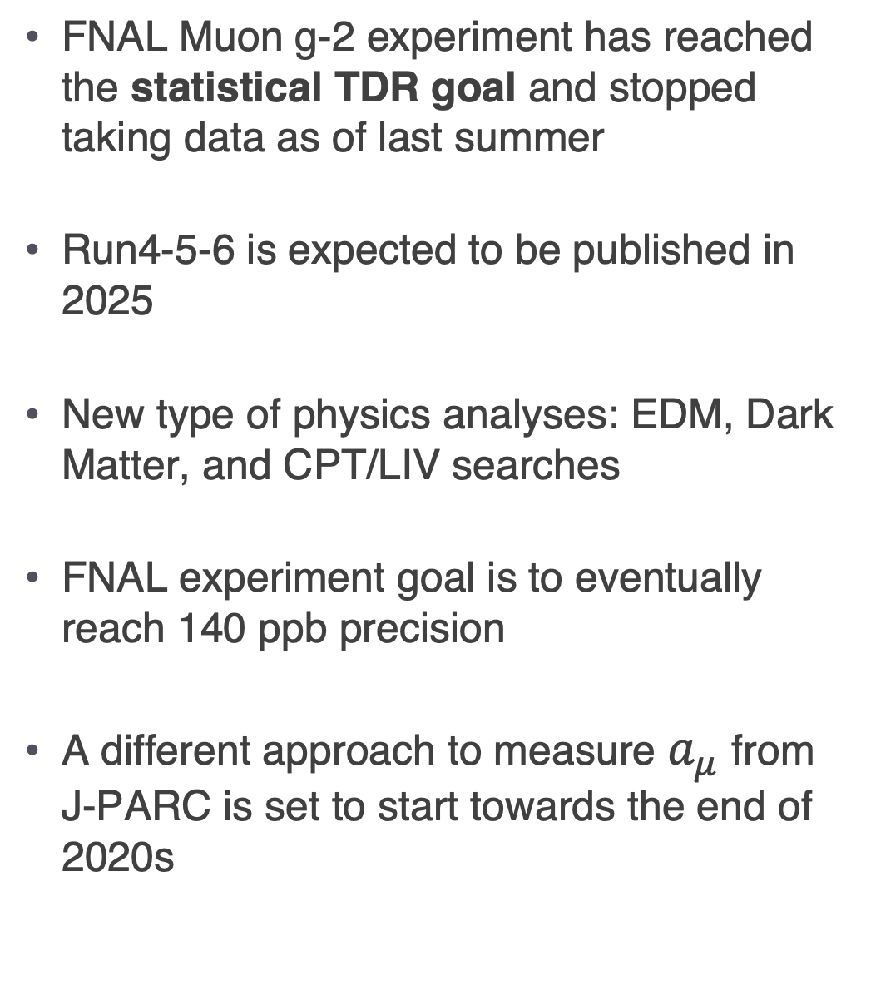 • FNAL Muon g-2 experiment has reached
the statistical TDR goal and stopped
taking data as of last summer
• Run4-5-6 is expected to be published in
2025
• New type of physics analyses: EDM, Dark
Matter, and CPT/LIV searches
• FNAL experiment goal is to eventually
reach 140 ppb precision
• A different approach to measure aμ from
J-PARC is set to start towards the end of
2020s